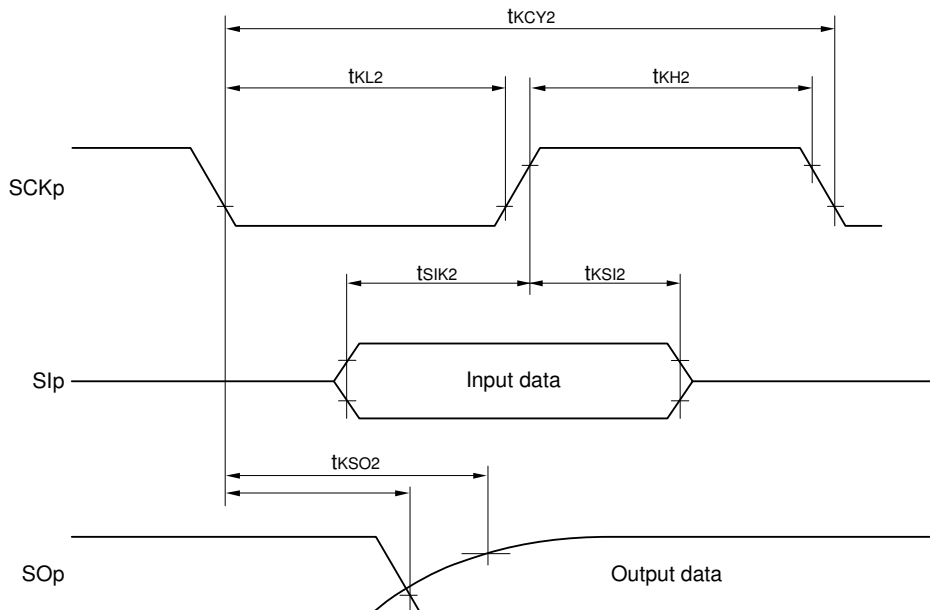 tKCY2
tKL2
tKH2
SCKp
tSIK2
tKSI2
SIp
Input data
tKSO2
SOp
Output data